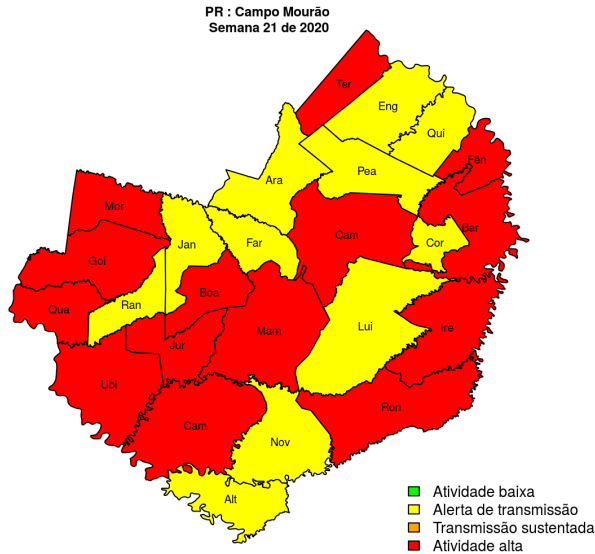 PR : Campo Mourão
Semana 21 de 2020
Ter
Eng
Qui
Fên
Pea
Ara
Mor
Bar
Cam
Jan
Far
Cor
Goi
Boa
Ran
Qua
Lui
Ire
Mam
Jur
Ubi
Ron
Cam
Nov
Alt
Atividade baixa
Alerta de transmissão
Transmissão sustentada
Atividade alta